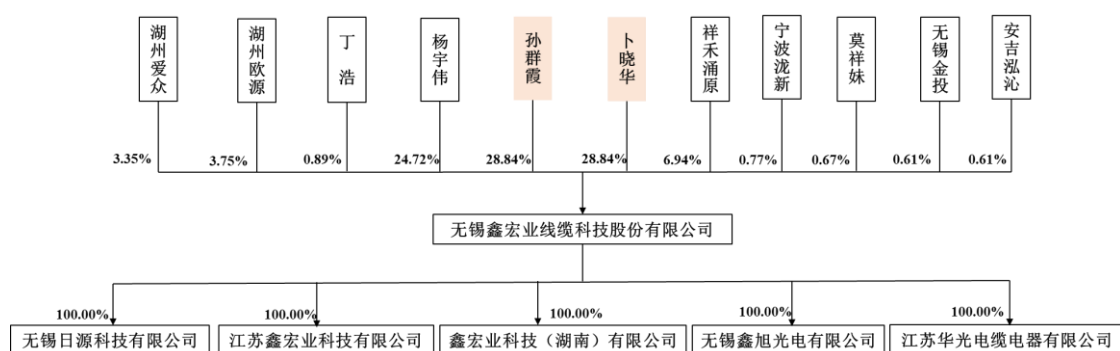 湖州爱众
湖州欧源
丁浩
杨宇伟
孙群霞
卜晓华
祥禾涌原
宁波泷新
莫祥妹
无锡金投
安吉泓沁
3.35%
3.75%
0.89%
24.72%
28.84%
28.84%
6.94%
0.77%
0.67%
0.61%
0.61%
无锡鑫宏业线缆科技股份有限公司
100.00%
100.00%
100.00%
100.00%
100.00%
无锡日源科技有限公司
江苏鑫宏业科技有限公司
鑫宏业科技（湖南）有限公司
无锡鑫旭光电有限公司
江苏华光电缆电器有限公司